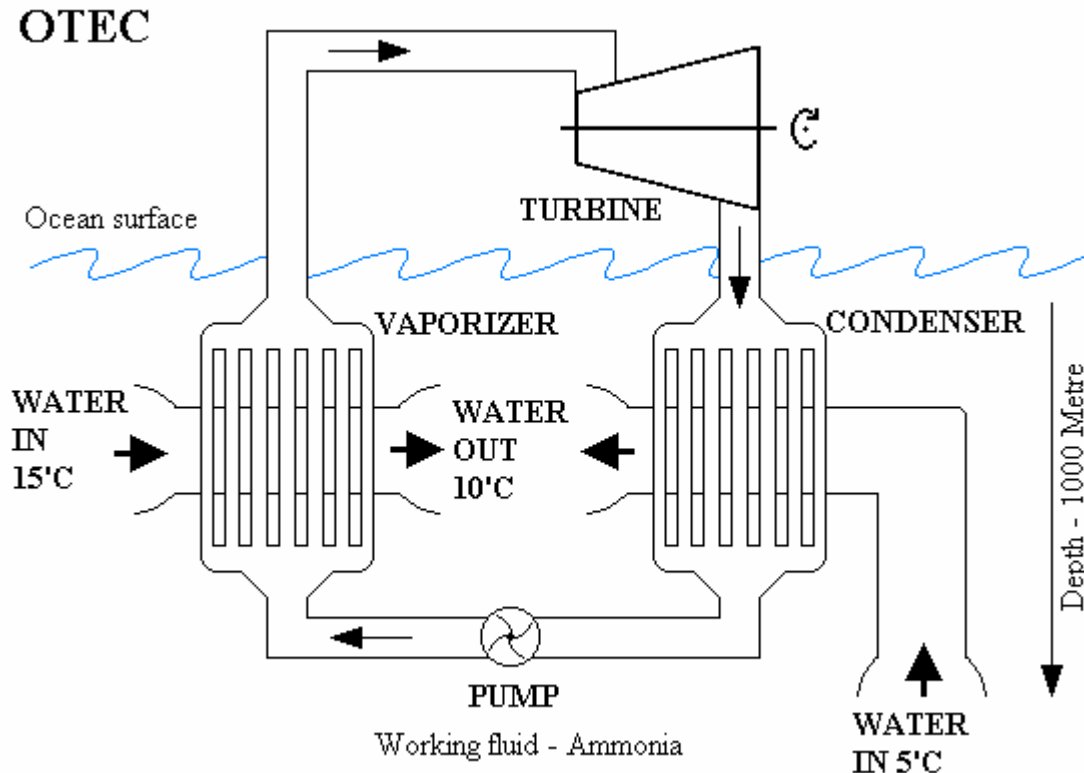 OTEC
Ocean surface
TURBINE
VAPORIZER
CONDENSER
WATER
IN
15'C
WATER
OUT
10'C
Depth - 1000 Metre
PUMP
WATER
IN 5'C
Working fluid - Ammonia